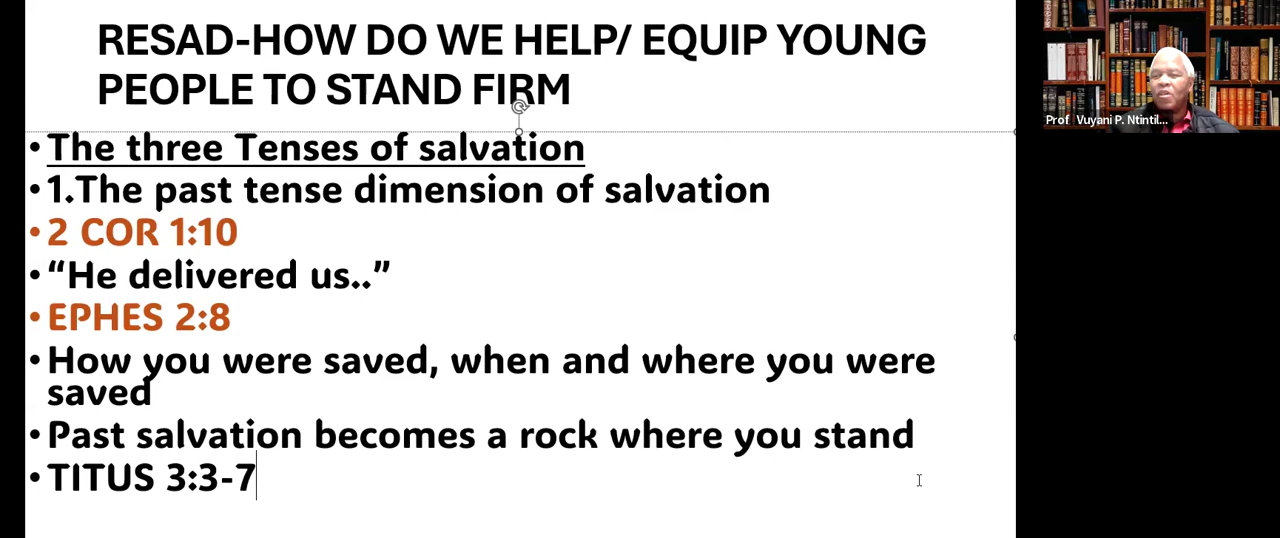 RESAD-HOW DO WE HELP/ EQUIP YOUNG
PEOPLE TO STAND FIRM
• The three Tenses of salvation
• 1.The past tense dimension of salvation
• 2 COR 1:10
• “He delivered us..”
• EPHES 2:8
• How you were saved, when and where you were
saved
• Past salvation becomes a rock where you stand
• TITUS 3:3-7
Prof Vuyani P. Ntintil...